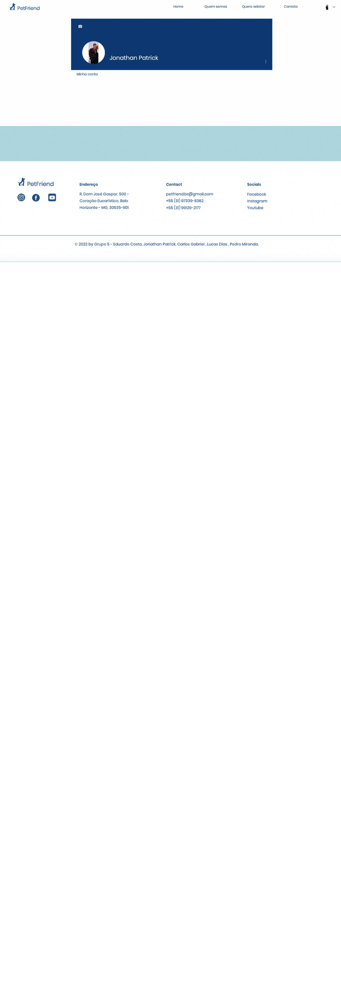 PetFriend
Home
Quem somos
Quero adotar
Contato
Jonathan Patrick
Minha conta
PetFriend
Endereço
R. Dom José Gaspar, 500 -
Coração Eucarístico, Belo
Horizonte - MG, 30535-901
Contact
petfriend.br@gmail.com
+55 (31) 97339-8362
+55 (31) 99129-2177
Socials
Facebook
Instagram
Youtube
© 2022 by Grupo 5 - Eduardo Costa, Jonathan Patrick, Carlos Gabriel , Lucas Dias , Pedro Miranda.